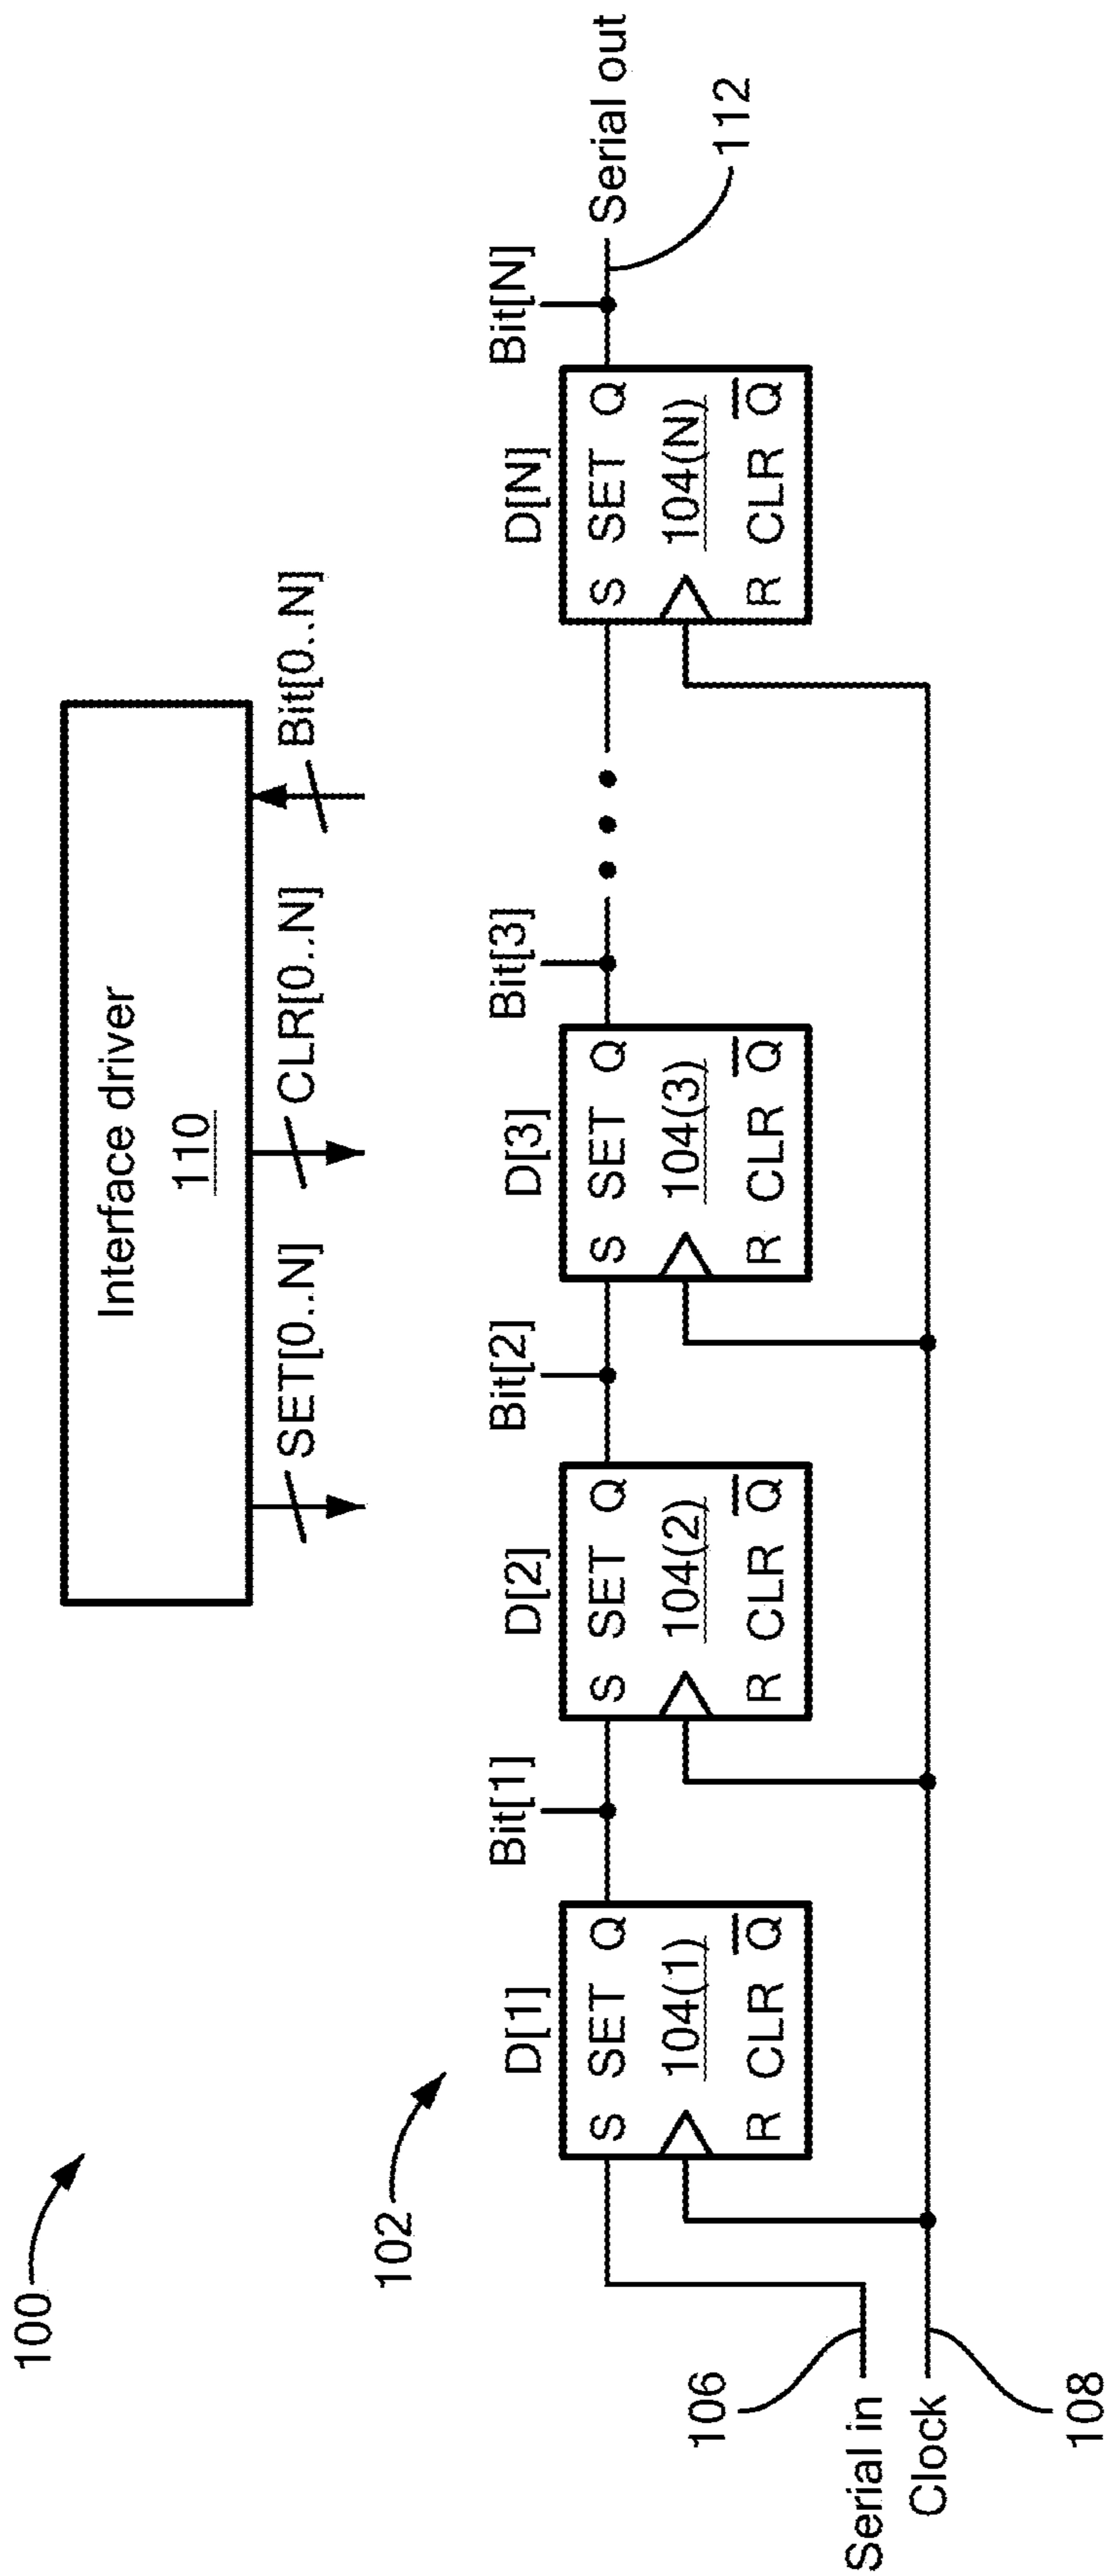 100
Interface driver
110
SET[0..N]
CLR[0..N]
Bit[0..N]
102
D[1]
Bit[1]
D[2]
Bit[2]
D[3]
Bit[3]
D[N]
Bit[N]
S SET Q
104(1)
R CLR Q̅
S SET Q
104(2)
R CLR Q̅
S SET Q
104(3)
R CLR Q̅
S SET Q
104(N)
R CLR Q̅
Serial out
112
106
Serial in
Clock
108